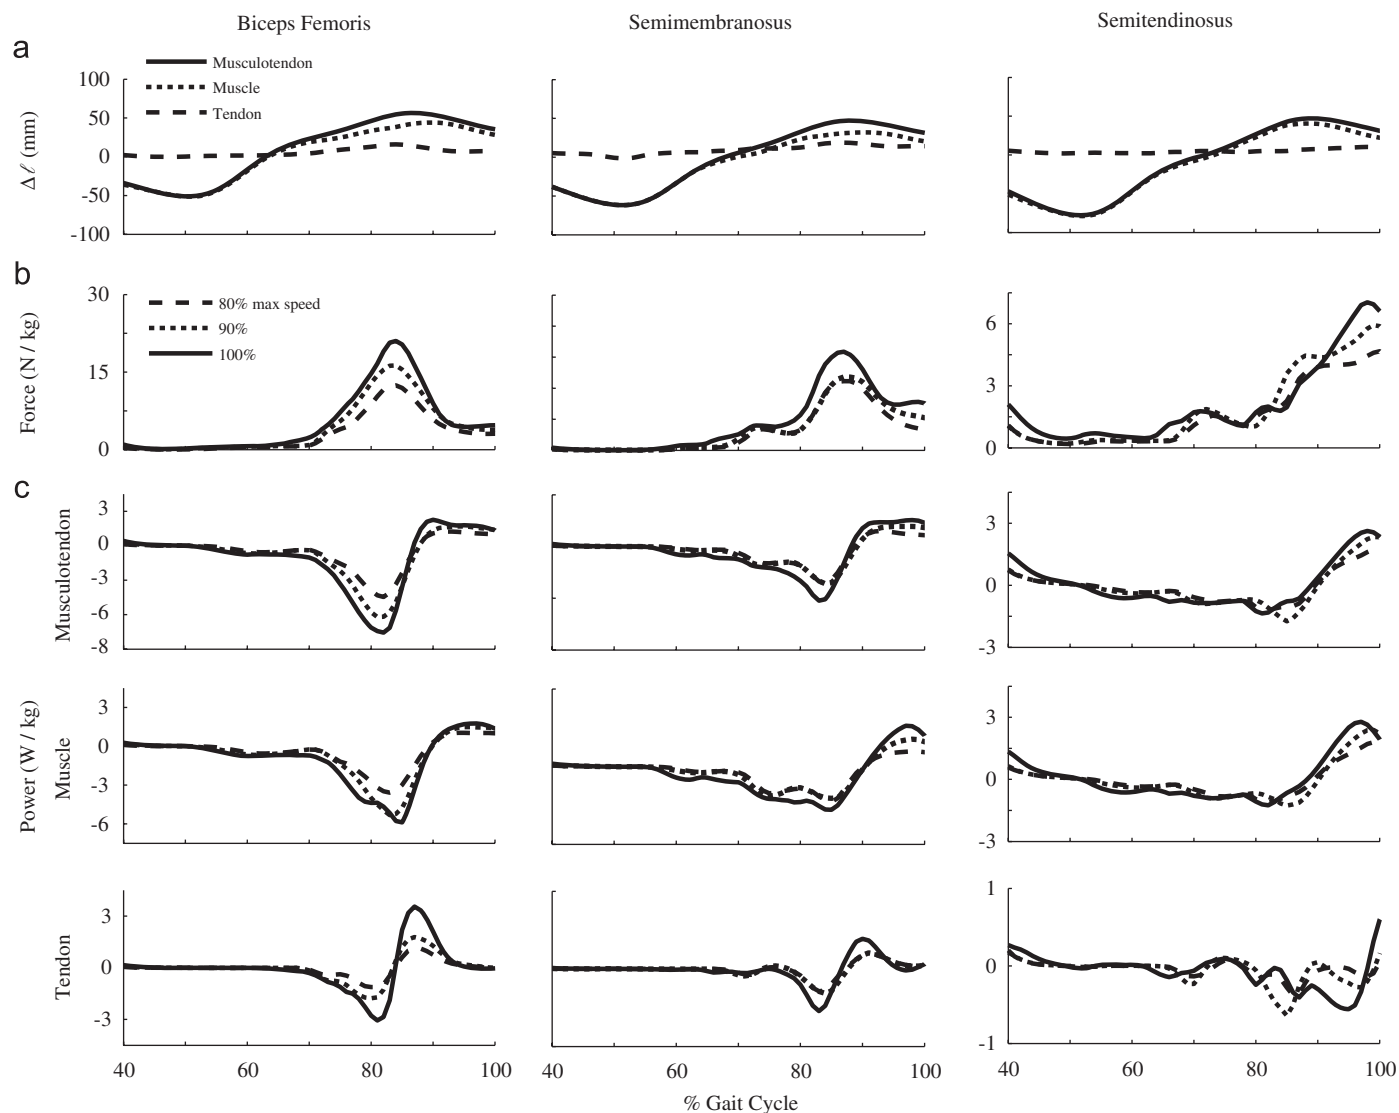 Biceps Femoris
Semimembranosus
Semitendinosus
a
Musculotendon
Muscle
Tendon
100
50
0
-50
-100
Δℓ (mm)
b
80% max speed
90%
100%
30
15
0
Force (N / kg)
6
3
0
c
3
0
-3
-6
-8
Musculotendon
3
0
-3
3
0
-3
-6
Power (W / kg)
Muscle
3
0
-3
3
0
-3
Tendon
1
0
-1
40 60 80 100
40 60 80 100
40 60 80 100
% Gait Cycle